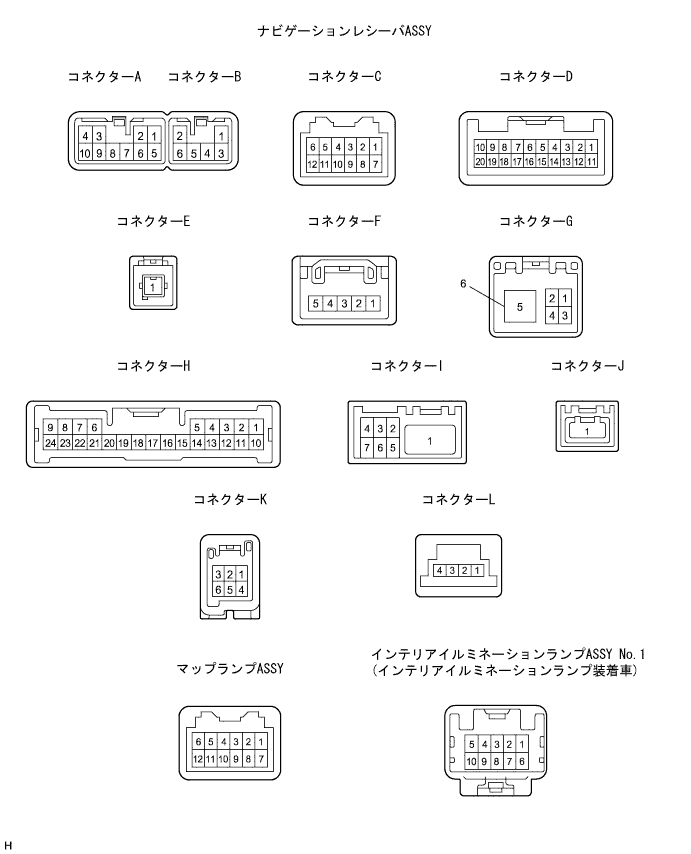 ナビゲーションレシーバASSY
コネクターA コネクターB コネクターC コネクターD
4 3 2 1
10 9 8 7 6 5
2 1
6 5 4 3
6 5 4 3 2 1
12 11 10 9 8 7
10 9 8 7 6 5 4 3 2 1
20 19 18 17 16 15 14 13 12 11
コネクターE コネクターF コネクターG
1
5 4 3 2 1
6
5
2 1
4 3
コネクターH コネクターI コネクターJ
9 8 7 6 5 4 3 2 1
24 23 22 21 20 19 18 17 16 15 14 13 12 11 10
4 3 2
7 6 5
1
1
コネクターK コネクターL
3 2 1
6 5 4
4 3 2 1
マップランプASSY
インテリアイルミネーションランプASSY No.1
(インテリアイルミネーションランプ装着車)
6 5 4 3 2 1
12 11 10 9 8 7
5 4 3 2 1
10 9 8 7 6
H